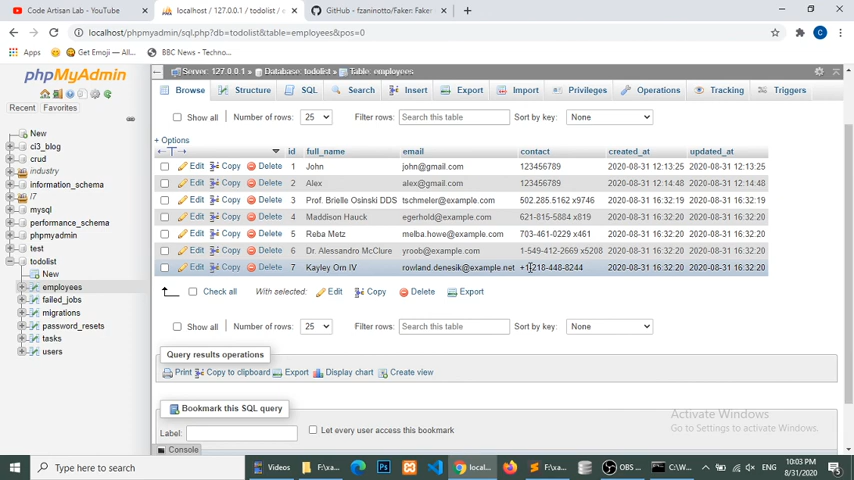 Code Artisan Lab - YouTube
localhost / 127.0.0.1 / todolist / e
GitHub - fzaninotto/Faker: Faker
localhost/phpmyadmin/sql.php?db=todolist&table=employees&pos=0
Apps Get Emoji — All... BBC News - Techno...
phpMyAdmin
Recent Favorites
New
ci3_blog
crud
industry
information_schema
l7
mysql
performance_schema
phpmyadmin
test
todolist
New
employees
failed_jobs
migrations
password_resets
tasks
users
Server: 127.0.0.1 » Database: todolist » Table: employees
Browse Structure SQL Search Insert Export Import Privileges Operations Tracking Triggers
Show all Number of rows: 25 Filter rows: Search this table Sort by key: None
+ Options
id full_name email contact created_at updated_at
Edit Copy Delete 1 John john@gmail.com 123456789 2020-08-31 12:13:25 2020-08-31 12:13:25
Edit Copy Delete 2 Alex alex@gmail.com 123456789 2020-08-31 12:14:48 2020-08-31 12:14:48
Edit Copy Delete 3 Prof. Brielle Osinski DDS tschmeler@example.com 502.285.5162 x9746 2020-08-31 16:32:19 2020-08-31 16:32:19
Edit Copy Delete 4 Maddison Hauck egerhold@example.com 621-815-5884 x819 2020-08-31 16:32:20 2020-08-31 16:32:20
Edit Copy Delete 5 Reba Metz melba.howe@example.com 703-461-0229 x461 2020-08-31 16:32:20 2020-08-31 16:32:20
Edit Copy Delete 6 Dr. Alessandro McClure yroob@example.com 1-549-412-2669 x5208 2020-08-31 16:32:20 2020-08-31 16:32:20
Edit Copy Delete 7 Kayley Orn IV rowland.denesik@example.net +1-218-448-8244 2020-08-31 16:32:20 2020-08-31 16:32:20
Check all With selected: Edit Copy Delete Export
Show all Number of rows: 25 Filter rows: Search this table Sort by key: None
Query results operations
Print Copy to clipboard Export Display chart Create view
Bookmark this SQL query
Label: Let every user access this bookmark
Console
Activate Windows
Go to Settings to activate Windows.
Type here to search
Videos F:\xa... local... F:\xa... OBS ... C:\W... ENG 10:03 PM
8/31/2020